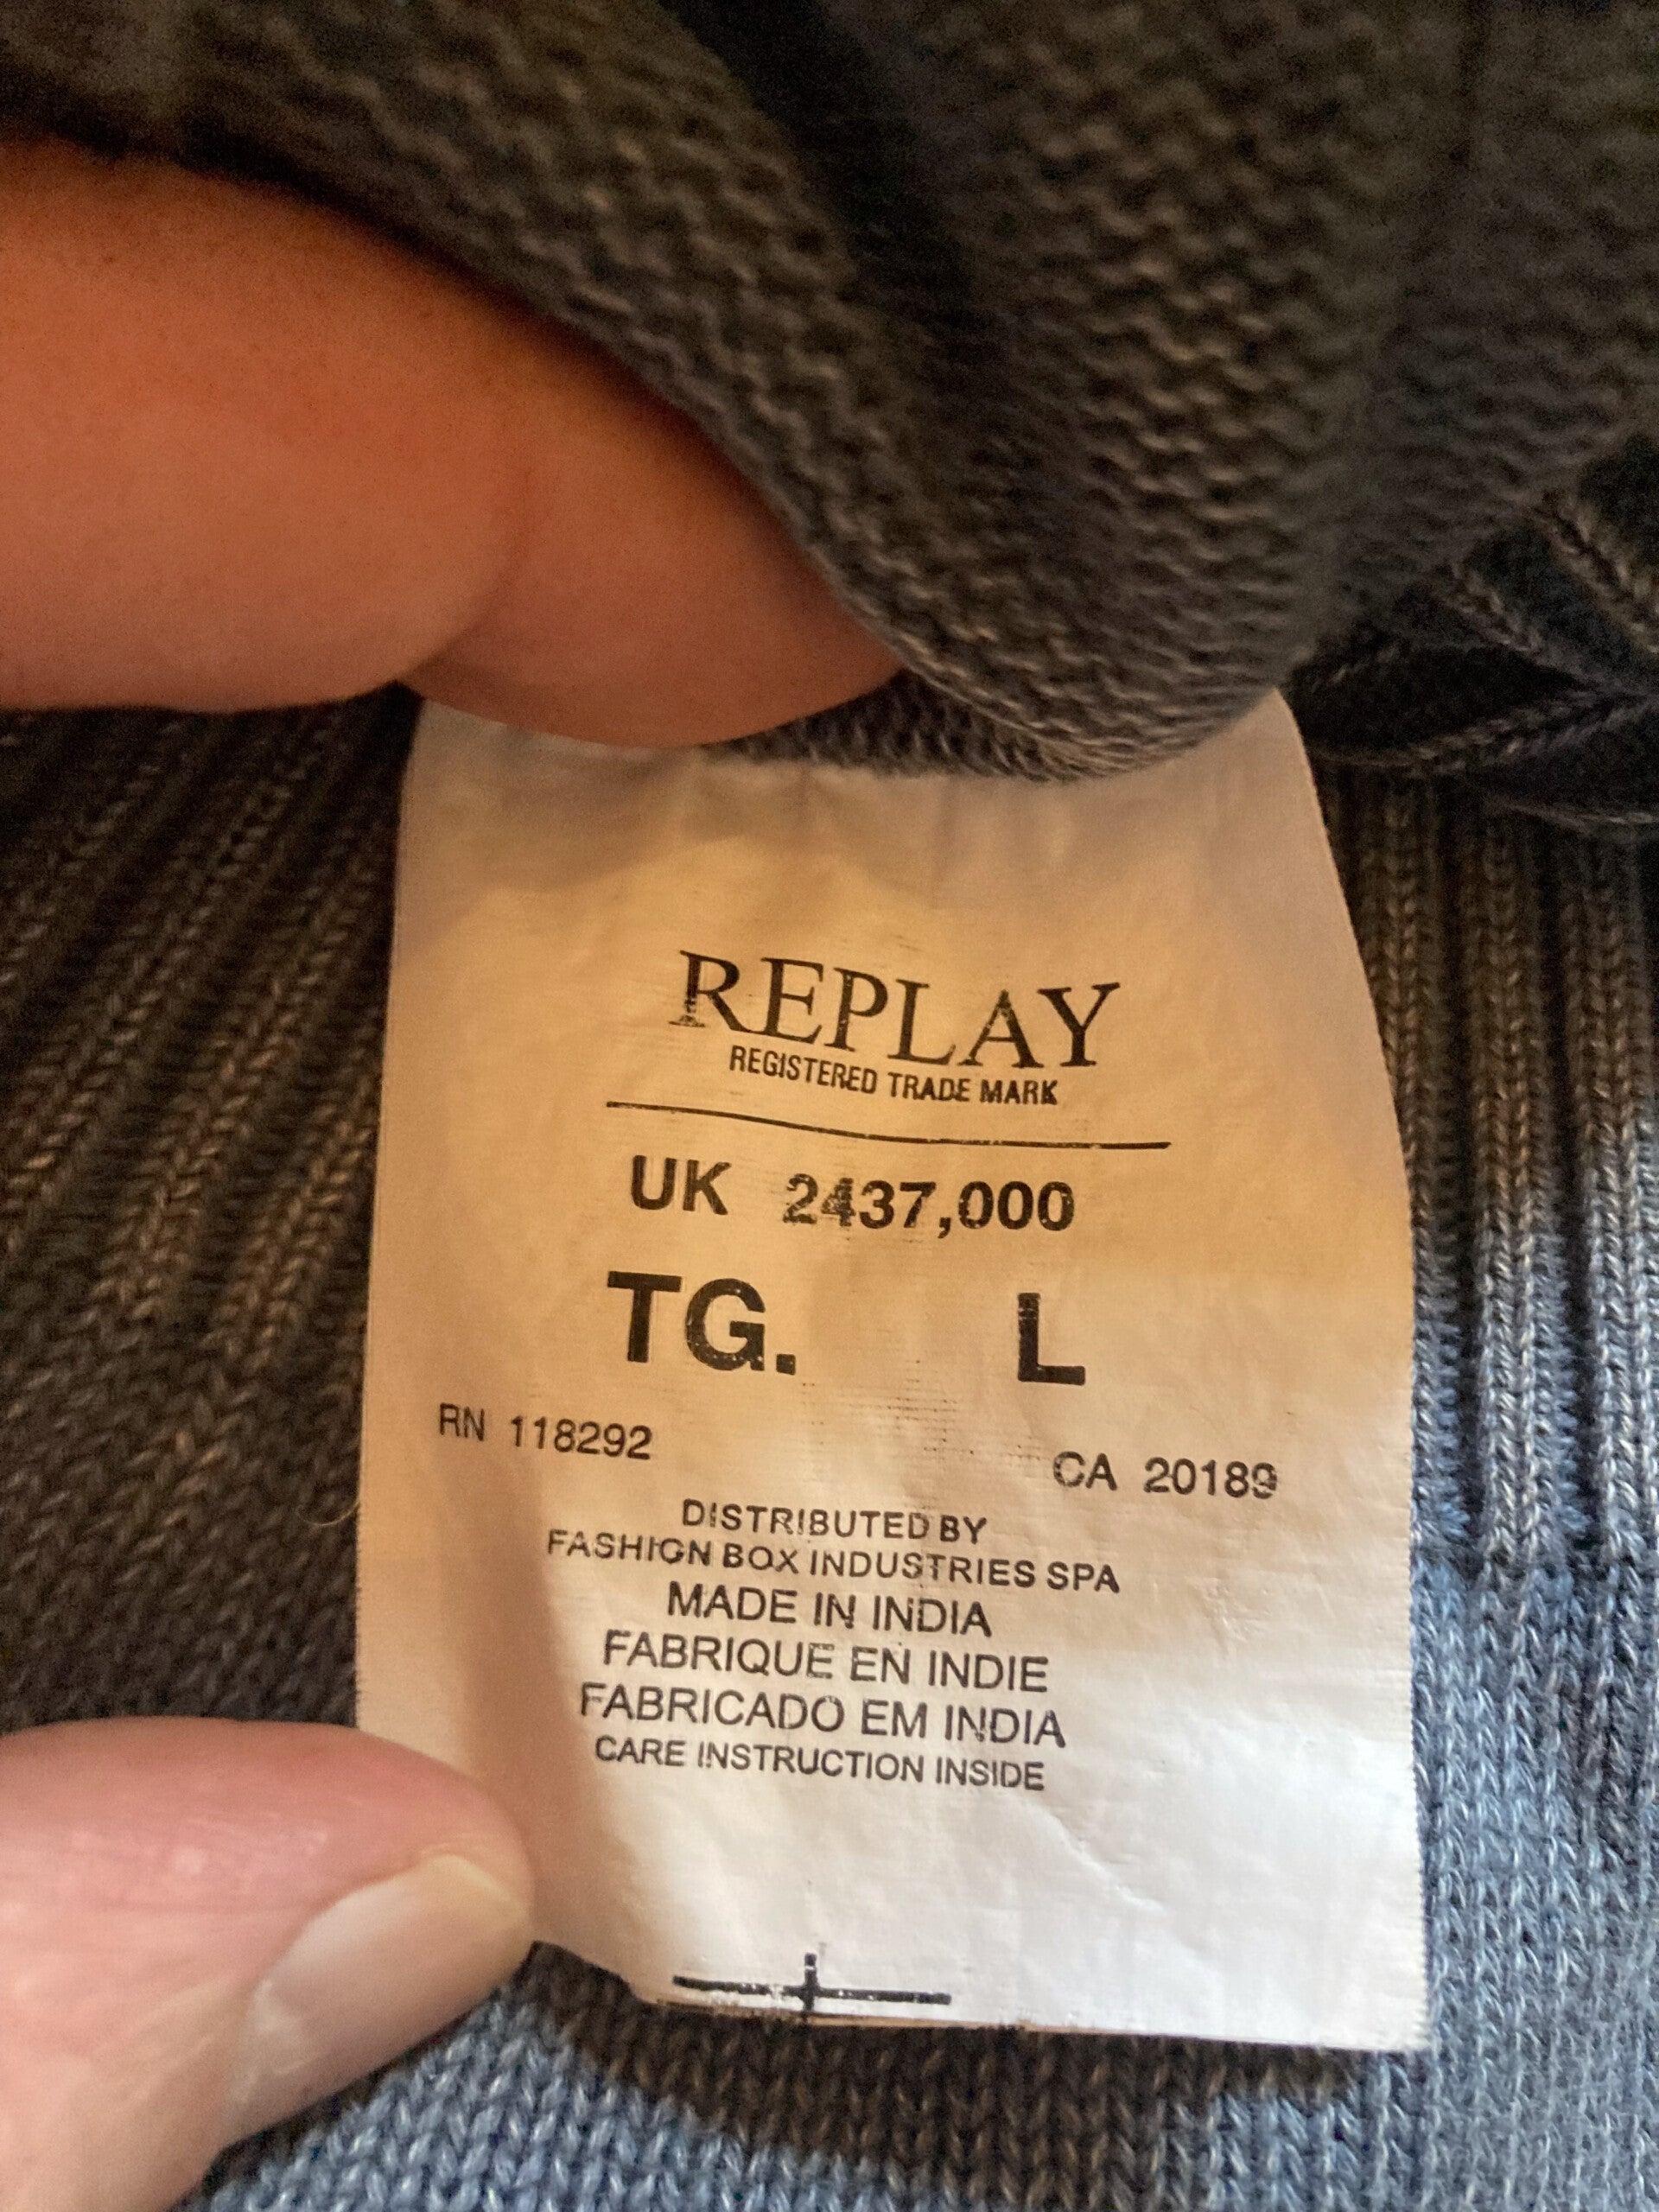 REPLAY
REGISTERED TRADE MARK
UK 2437,000
TG. L
RN 118292 CA 20189
DISTRIBUTED BY
FASHION BOX INDUSTRIES SPA
MADE IN INDIA
FABRIQUE EN INDIE
FABRICADO EM INDIA
CARE INSTRUCTION INSIDE